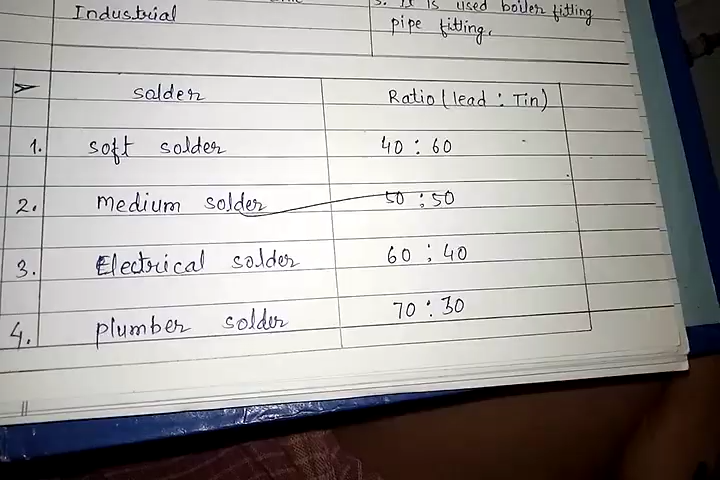 Industrial
3. It is used boiler fitting
pipe fitting.
➤ solder Ratio (lead : Tin)
1. soft solder 40 : 60
2. medium solder 50 : 50
3. Electrical solder 60 : 40
4. plumber solder 70 : 30